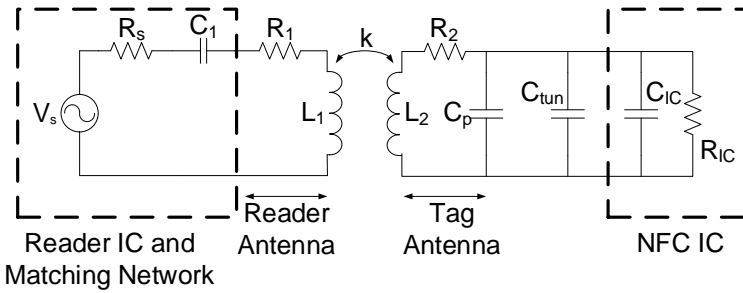 R_s
C_1
R_1
k
R_2
V_s
L_1
L_2
C_p
C_tun
C_IC
R_IC
Reader Antenna
Tag Antenna
Reader IC and
Matching Network
NFC IC